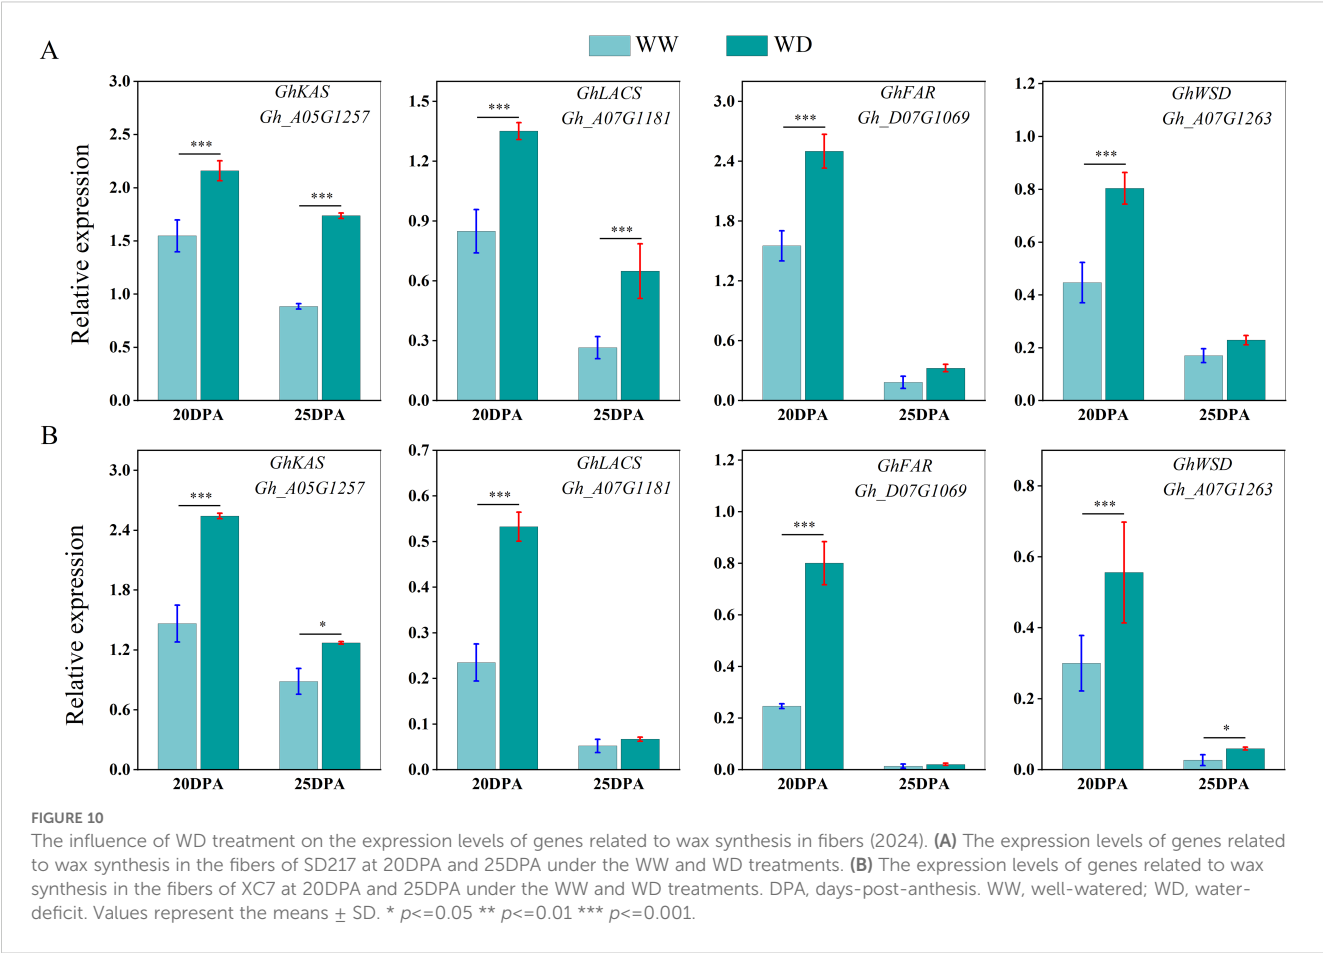 A
WW WD
Relative expression
3.0
2.5
2.0
1.5
1.0
0.5
0.0
GhKAS
Gh_A05G1257
***
***
20DPA 25DPA
1.5
1.2
0.9
0.6
0.3
0.0
GhLACS
Gh_A07G1181
***
***
20DPA 25DPA
3.0
2.4
1.8
1.2
0.6
0.0
GhFAR
Gh_D07G1069
***
20DPA 25DPA
1.2
1.0
0.8
0.6
0.4
0.2
0.0
GhWSD
Gh_A07G1263
***
20DPA 25DPA
B
Relative expression
3.0
2.4
1.8
1.2
0.6
0.0
GhKAS
Gh_A05G1257
***
*
20DPA 25DPA
0.7
0.6
0.5
0.4
0.3
0.2
0.1
0.0
GhLACS
Gh_A07G1181
***
20DPA 25DPA
1.2
1.0
0.8
0.6
0.4
0.2
0.0
GhFAR
Gh_D07G1069
***
20DPA 25DPA
0.8
0.6
0.4
0.2
0.0
GhWSD
Gh_A07G1263
***
*
20DPA 25DPA
FIGURE 10
The influence of WD treatment on the expression levels of genes related to wax synthesis in fibers (2024). (A) The expression levels of genes related
to wax synthesis in the fibers of SD217 at 20DPA and 25DPA under the WW and WD treatments. (B) The expression levels of genes related to wax
synthesis in the fibers of XC7 at 20DPA and 25DPA under the WW and WD treatments. DPA, days-post-anthesis. WW, well-watered; WD, water-
deficit. Values represent the means ± SD. * p<=0.05 ** p<=0.01 *** p<=0.001.